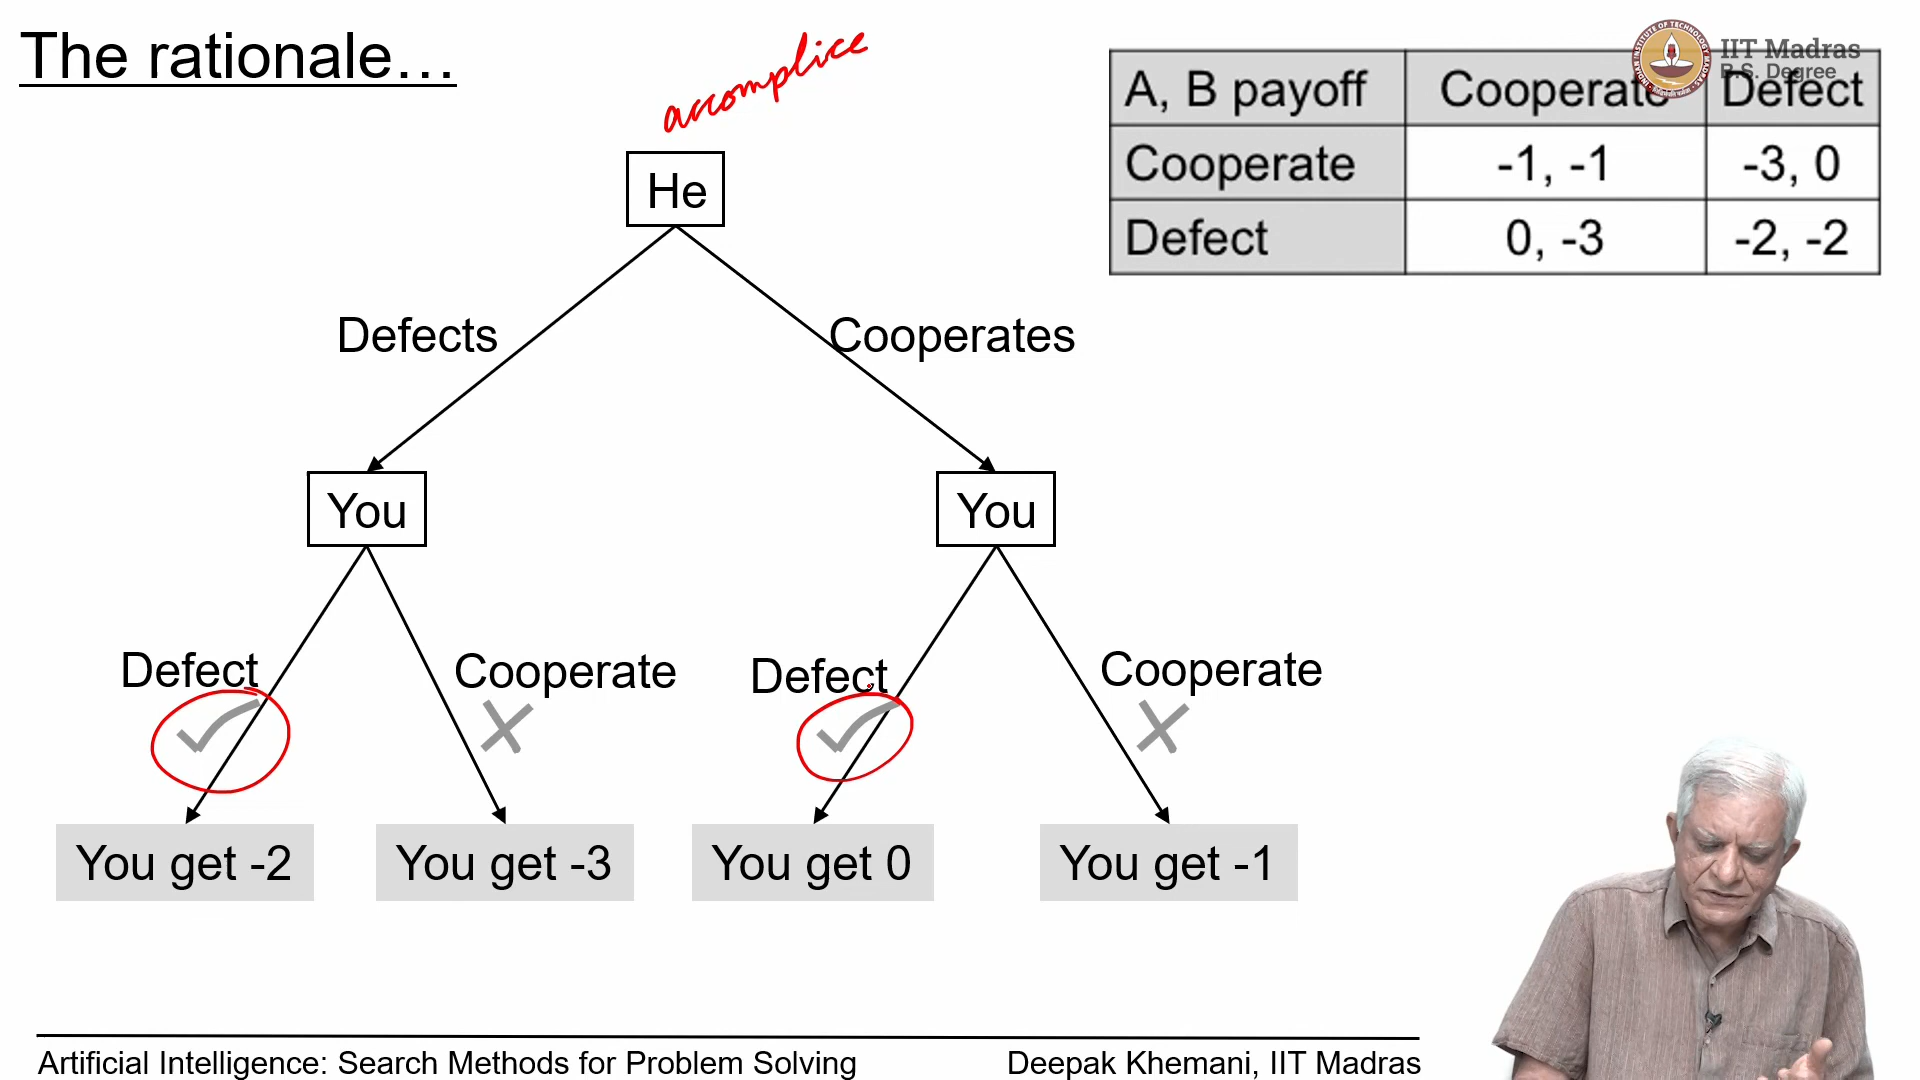 The rationale...
accomplice
IIT Madras
B.S. Degree
A, B payoff Cooperate Defect
Cooperate -1, -1 -3, 0
Defect 0, -3 -2, -2
He
Defects Cooperates
You You
Defect Cooperate Defect Cooperate
You get -2 You get -3 You get 0 You get -1
Artificial Intelligence: Search Methods for Problem Solving Deepak Khemani, IIT Madras